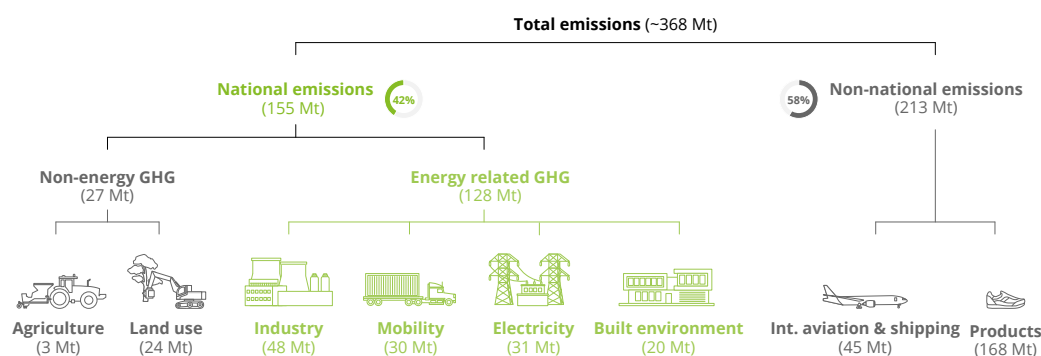 Total emissions (~368 Mt)
National emissions
(155 Mt)
42%
58%
Non-national emissions
(213 Mt)
Non-energy GHG
(27 Mt)
Energy related GHG
(128 Mt)
Agriculture
(3 Mt)
Land use
(24 Mt)
Industry
(48 Mt)
Mobility
(30 Mt)
Electricity
(31 Mt)
Built environment
(20 Mt)
Int. aviation & shipping
(45 Mt)
Products
(168 Mt)